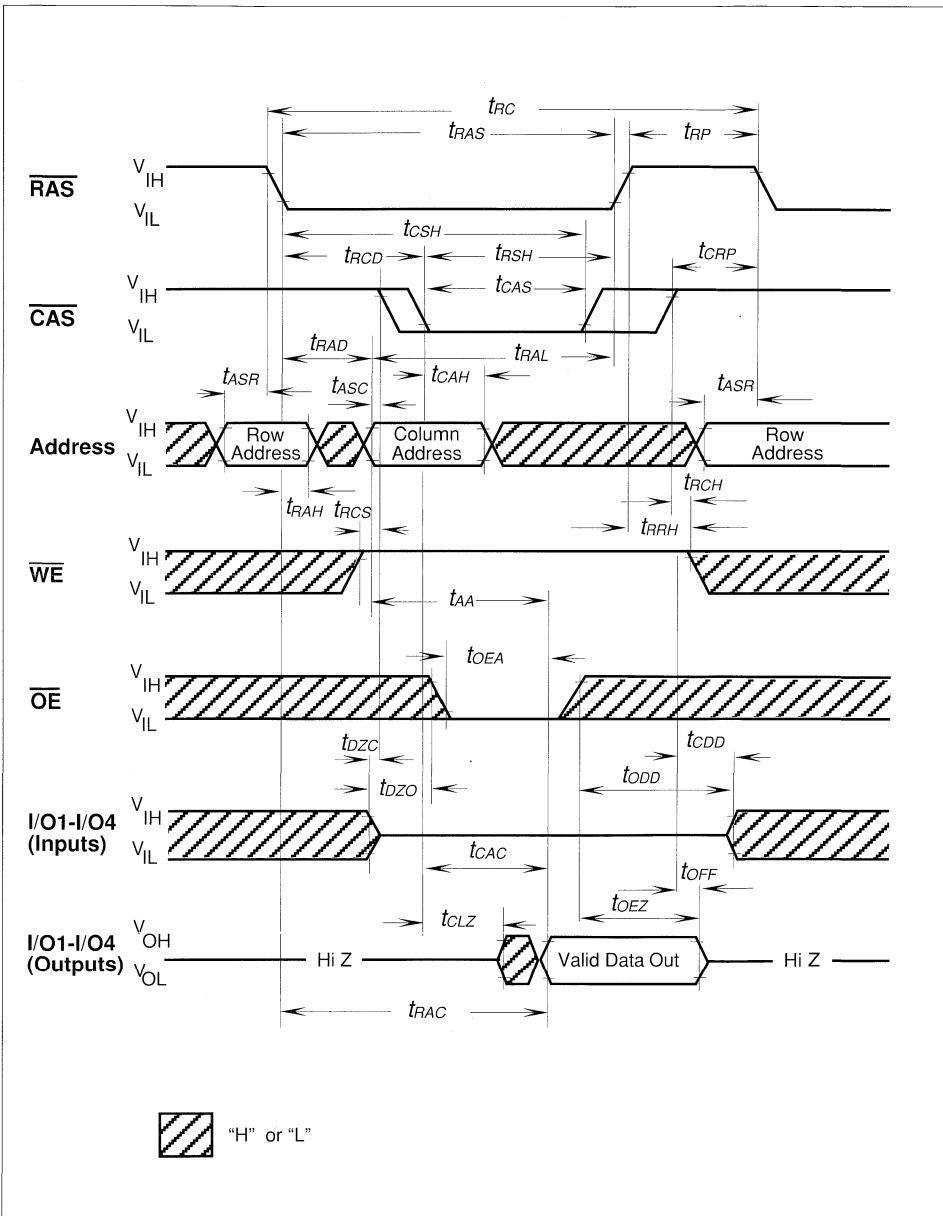 tRC
tRAS
tRP
RAS
VIH
VIL
tCSH
tRCD
tRSH
tCRP
CAS
VIH
VIL
tCAS
tRAD
tRAL
tASR
tASC
tCAH
tASR
Address
VIH
VIL
Row Address
Column Address
Row Address
tRCH
tRAH
tRCS
tRRH
WE
VIH
VIL
tAA
tOEA
OE
VIH
VIL
tDZC
tCDD
tODD
tDZO
I/O1-I/O4
(Inputs)
VIH
VIL
tCAC
tOFF
tOEZ
tCLZ
I/O1-I/O4
(Outputs)
VOH
VOL
Hi Z
Valid Data Out
Hi Z
tRAC
“H” or “L”